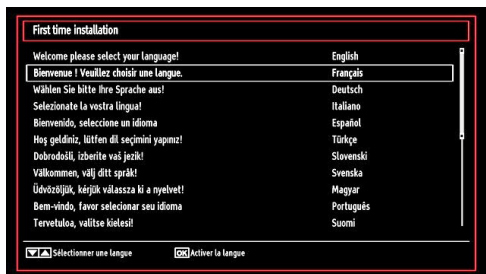 First time installation
Welcome please select your language! English
Bienvenue ! Veuillez choisir une langue. Français
Wählen Sie bitte Ihre Sprache aus! Deutsch
Selezionate la vostra lingua! Italiano
Bienvenido, seleccione un idioma Español
Hoş geldiniz, lütfen dil seçimini yapınız! Türkçe
Dobrodošli, izberite vaš jezik! Slovenski
Välkommen, välj ditt språk! Svenska
Üdvözöljük, kérjük válassza ki a nyelvet! Magyar
Bem-vindo, favor selecionar seu idioma Português
Tervetuloa, valitse kielesi! Suomi
Sélectionner une langue OK Activer la langue